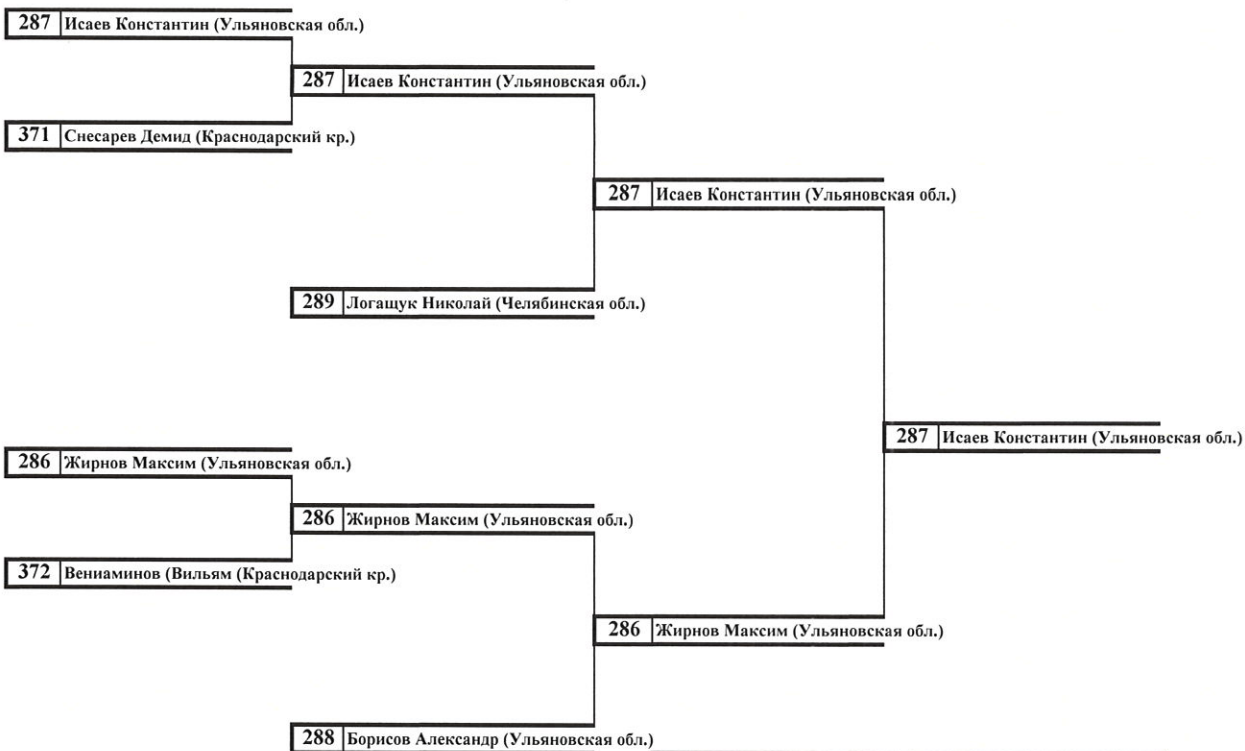 287 Исаев Константин (Ульяновская обл.)
287 Исаев Константин (Ульяновская обл.)
371 Снесарев Демид (Краснодарский кр.)
287 Исаев Константин (Ульяновская обл.)
289 Логащук Николай (Челябинская обл.)
287 Исаев Константин (Ульяновская обл.)
286 Жирнов Максим (Ульяновская обл.)
286 Жирнов Максим (Ульяновская обл.)
372 Вениаминов (Вильям (Краснодарский кр.)
286 Жирнов Максим (Ульяновская обл.)
288 Борисов Александр (Ульяновская обл.)